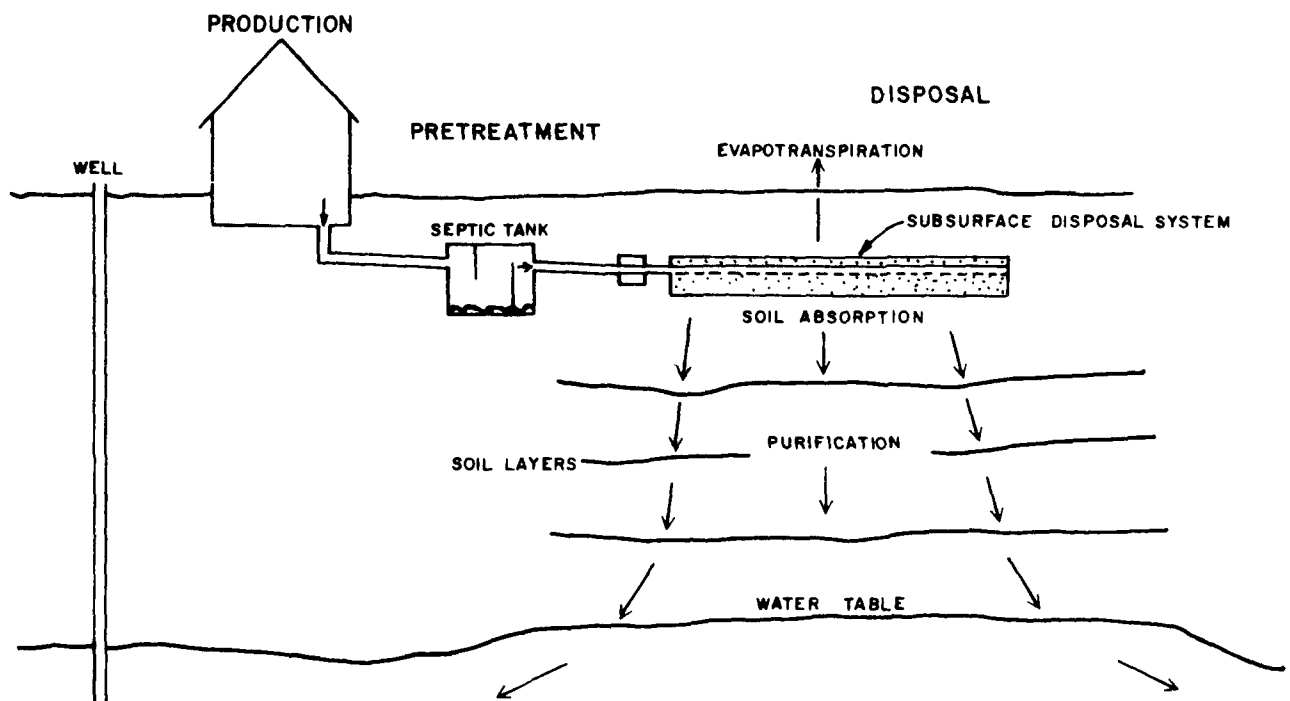 PRODUCTION
DISPOSAL
PRETREATMENT
EVAPOTRANSPIRATION
WELL
SUBSURFACE DISPOSAL SYSTEM
SEPTIC TANK
SOIL ABSORPTION
PURIFICATION
SOIL LAYERS
WATER TABLE